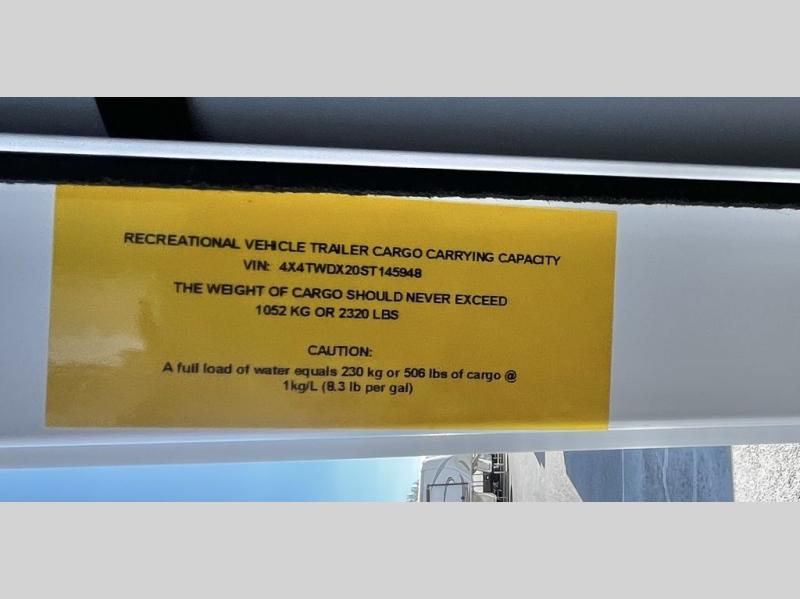 RECREATIONAL VEHICLE TRAILER CARGO CARRYING CAPACITY
VIN: 4X4TWDX20ST145948
THE WEIGHT OF CARGO SHOULD NEVER EXCEED
1052 KG OR 2320 LBS
CAUTION:
A full load of water equals 230 kg or 506 lbs of cargo @
1kg/L (8.3 lb per gal)